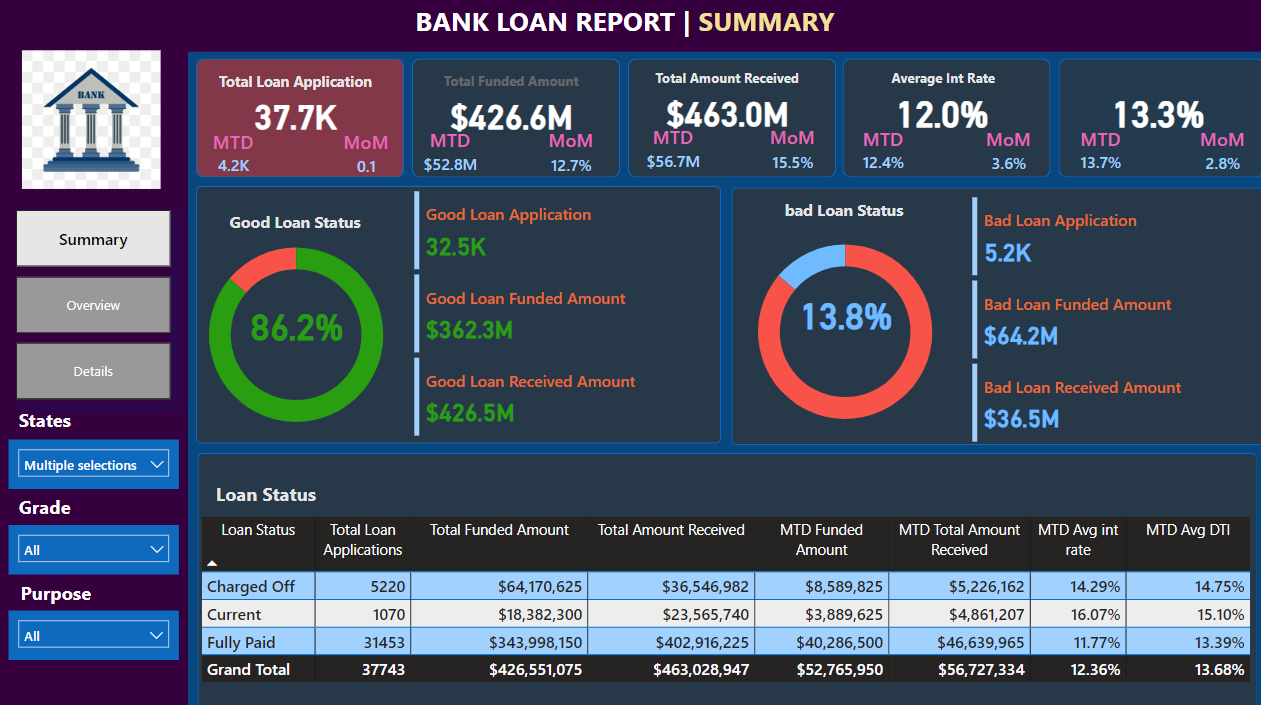 BANK LOAN REPORT | SUMMARY
BANK
Summary
Overview
Details
States
Multiple selections
Grade
All
Purpose
All
Total Loan Application
37.7K
MTD MoM
4.2K 0.1
Total Funded Amount
$426.6M
MTD MoM
$52.8M 12.7%
Total Amount Received
$463.0M
MTD MoM
$56.7M 15.5%
Average Int Rate
12.0%
MTD MoM
12.4% 3.6%
13.3%
MTD MoM
13.7% 2.8%
Good Loan Status
86.2%
Good Loan Application
32.5K
Good Loan Funded Amount
$362.3M
Good Loan Received Amount
$426.5M
bad Loan Status
13.8%
Bad Loan Application
5.2K
Bad Loan Funded Amount
$64.2M
Bad Loan Received Amount
$36.5M
Loan Status
Loan Status Total Loan Applications Total Funded Amount Total Amount Received MTD Funded Amount MTD Total Amount Received MTD Avg int rate MTD Avg DTI
Charged Off 5220 $64,170,625 $36,546,982 $8,589,825 $5,226,162 14.29% 14.75%
Current 1070 $18,382,300 $23,565,740 $3,889,625 $4,861,207 16.07% 15.10%
Fully Paid 31453 $343,998,150 $402,916,225 $40,286,500 $46,639,965 11.77% 13.39%
Grand Total 37743 $426,551,075 $463,028,947 $52,765,950 $56,727,334 12.36% 13.68%